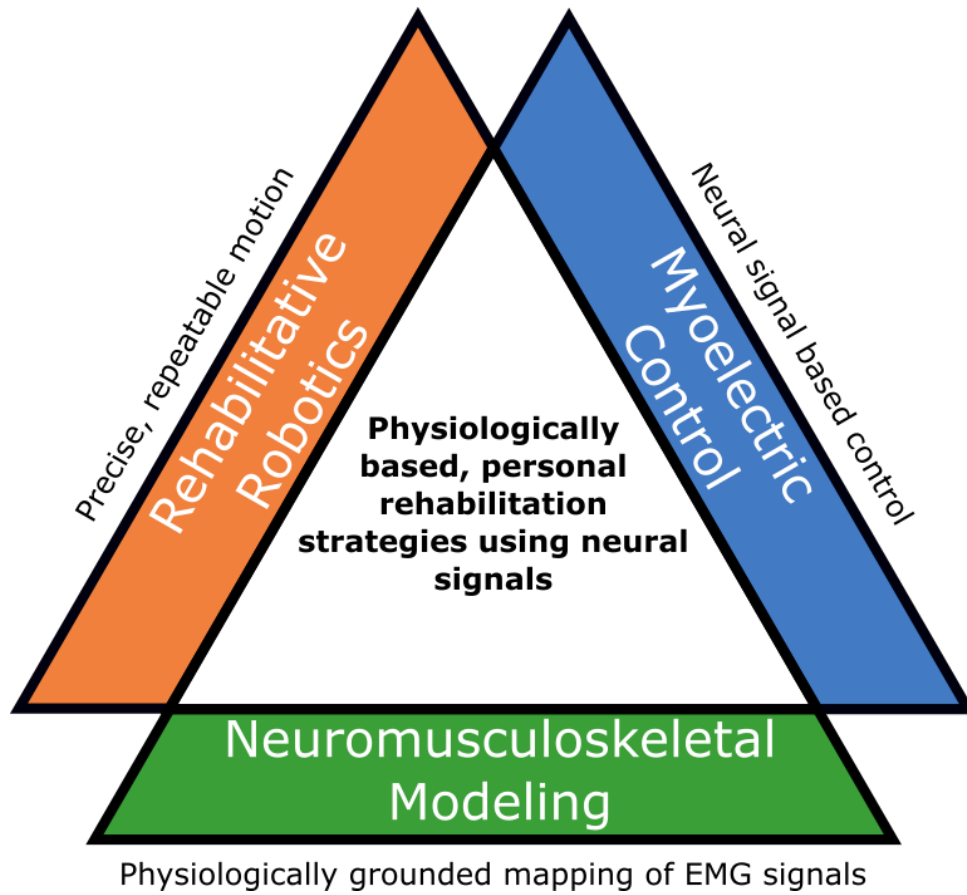 Precise, repeatable motion
Rehabilitative
Robotics
Neural signal based control
Myoelectric
Control
Physiologically
based, personal
rehabilitation
strategies using neural
signals
Neuromusculoskeletal
Modeling
Physiologically grounded mapping of EMG signals